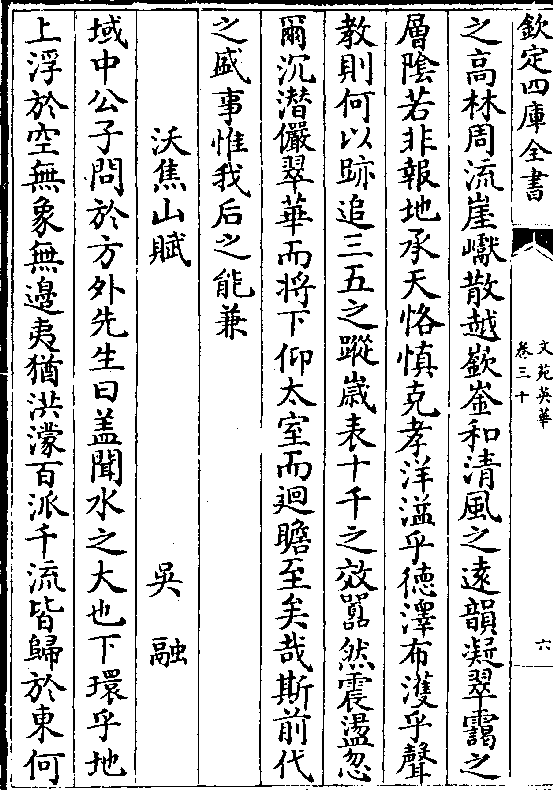 欽定四庫全書
文苑英華
卷三十
六
之高林周流崖巘散越嶔崟和清風之遠韻凝翠靄之
層陰若非報地承天恪慎克孝洋溢乎德澤布濩乎聲
教則何以跡追三五之蹤歲表十千之效嚣然震盪忽
爾沉潛儼翠華而將下仰太室而迴瞻至矣哉斯前代
之盛事惟我后之能兼
沃焦山賦 吳融
域中公子問於方外先生曰盖聞水之大也下環乎地
上浮於空無象無邊夷猶洪濛百派千流皆歸於東何